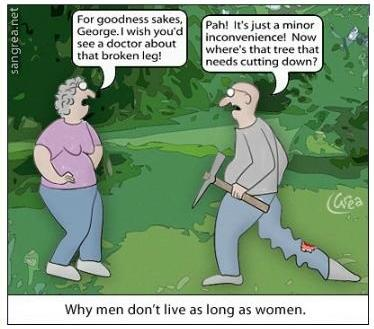 sangrea.net
For goodness sakes,
George. I wish you'd
see a doctor about
that broken leg!
Pah! It's just a minor
inconvenience! Now
where's that tree that
needs cutting down?
Crea
Why men don't live as long as women.